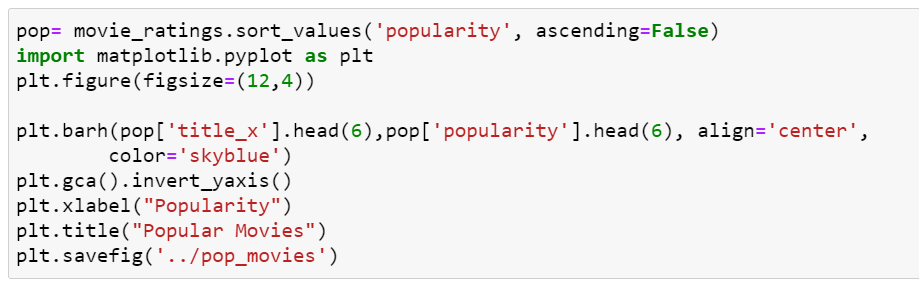 pop= movie_ratings.sort_values('popularity', ascending=False)
import matplotlib.pyplot as plt
plt.figure(figsize=(12,4))

plt.barh(pop['title_x'].head(6),pop['popularity'].head(6), align='center',
        color='skyblue')
plt.gca().invert_yaxis()
plt.xlabel("Popularity")
plt.title("Popular Movies")
plt.savefig('../pop_movies')